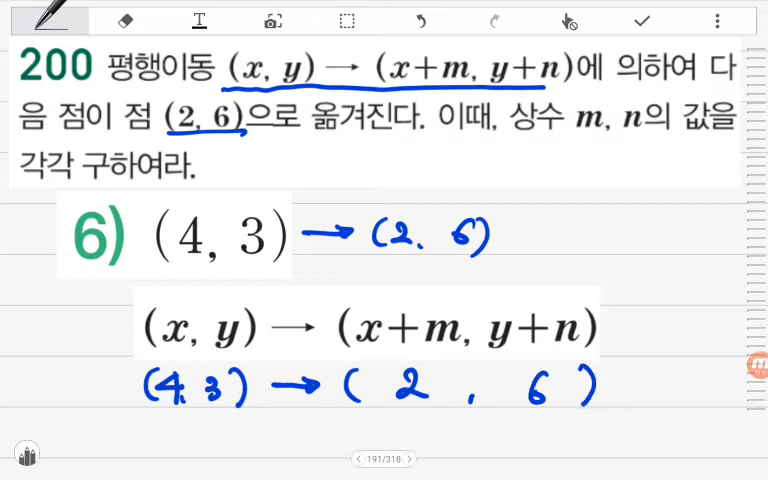 200 평행이동 (x, y) → (x+m, y+n)에 의하여 다
음 점이 점 (2, 6)으로 옮겨진다. 이때, 상수 m, n의 값을
각각 구하여라.
6) (4, 3) → (2, 6)
(x, y) → (x+m, y+n)
(4, 3) → ( 2 , 6 )
191/318